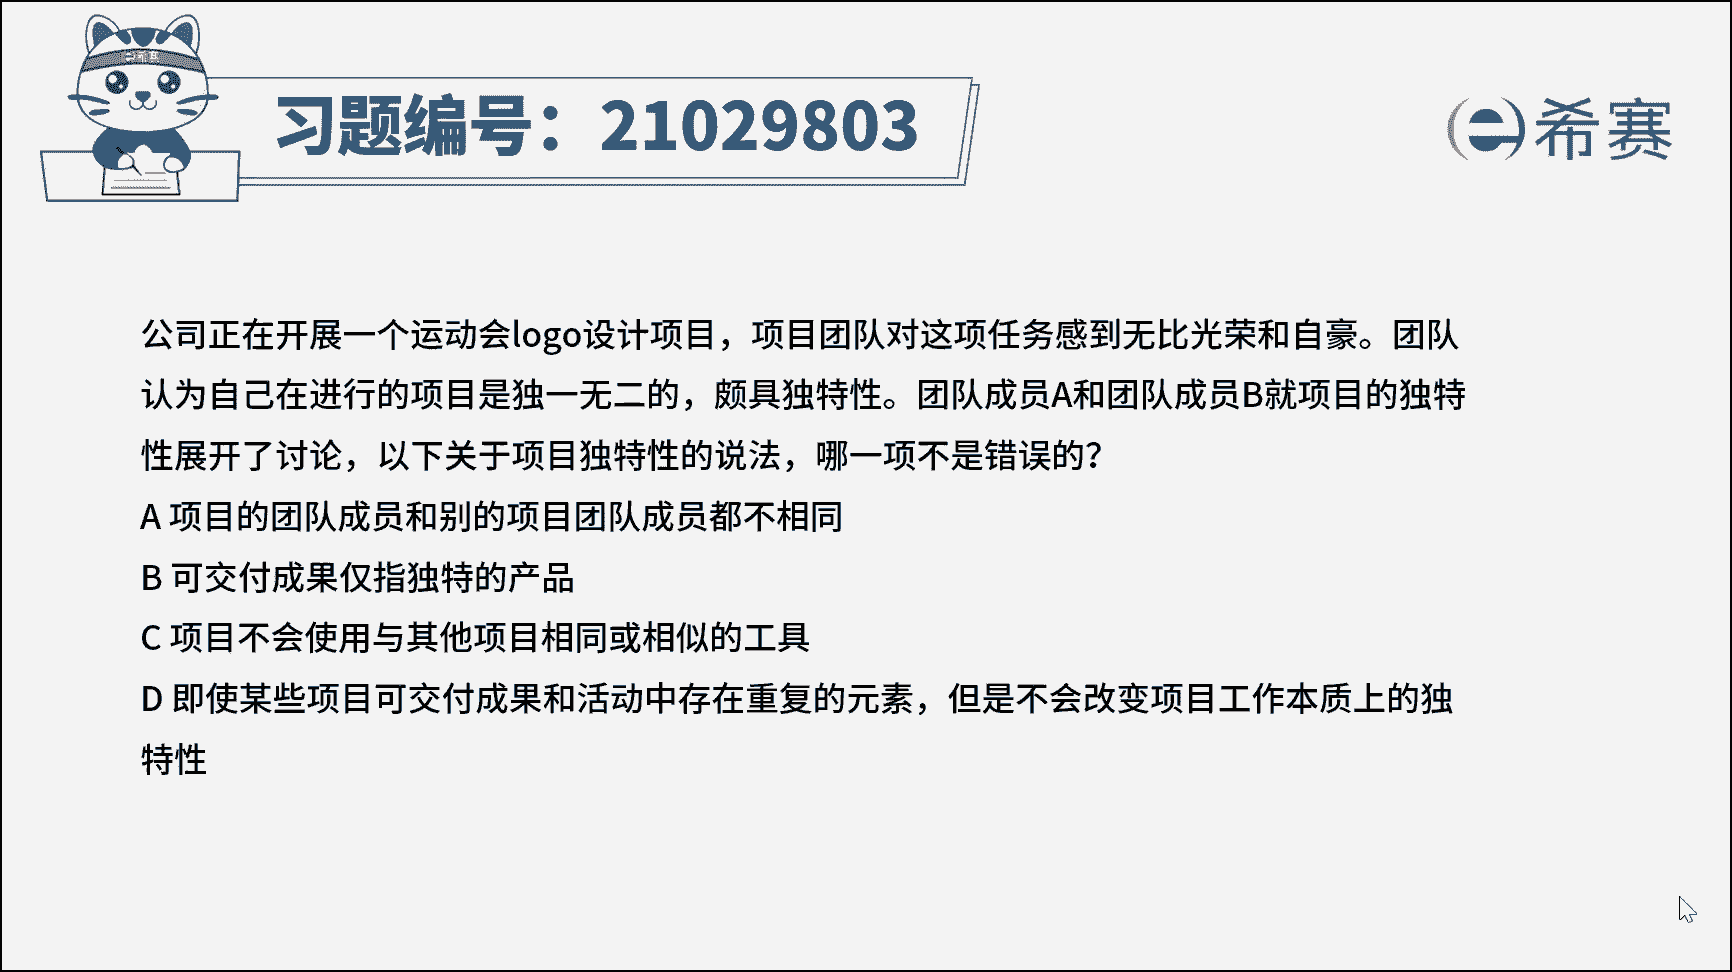 习题编号：21029803
e希赛
公司正在开展一个运动会logo设计项目，项目团队对这项任务感到无比光荣和自豪。团队
认为自己在进行的项目是独一无二的，颇具独特性。团队成员A和团队成员B就项目的独特
性展开了讨论，以下关于项目独特性的说法，哪一项不是错误的？
A 项目的团队成员和别的项目团队成员都不相同
B 可交付成果仅指独特的产品
C 项目不会使用与其他项目相同或相似的工具
D 即使某些项目可交付成果和活动中存在重复的元素，但是不会改变项目工作本质上的独
特性